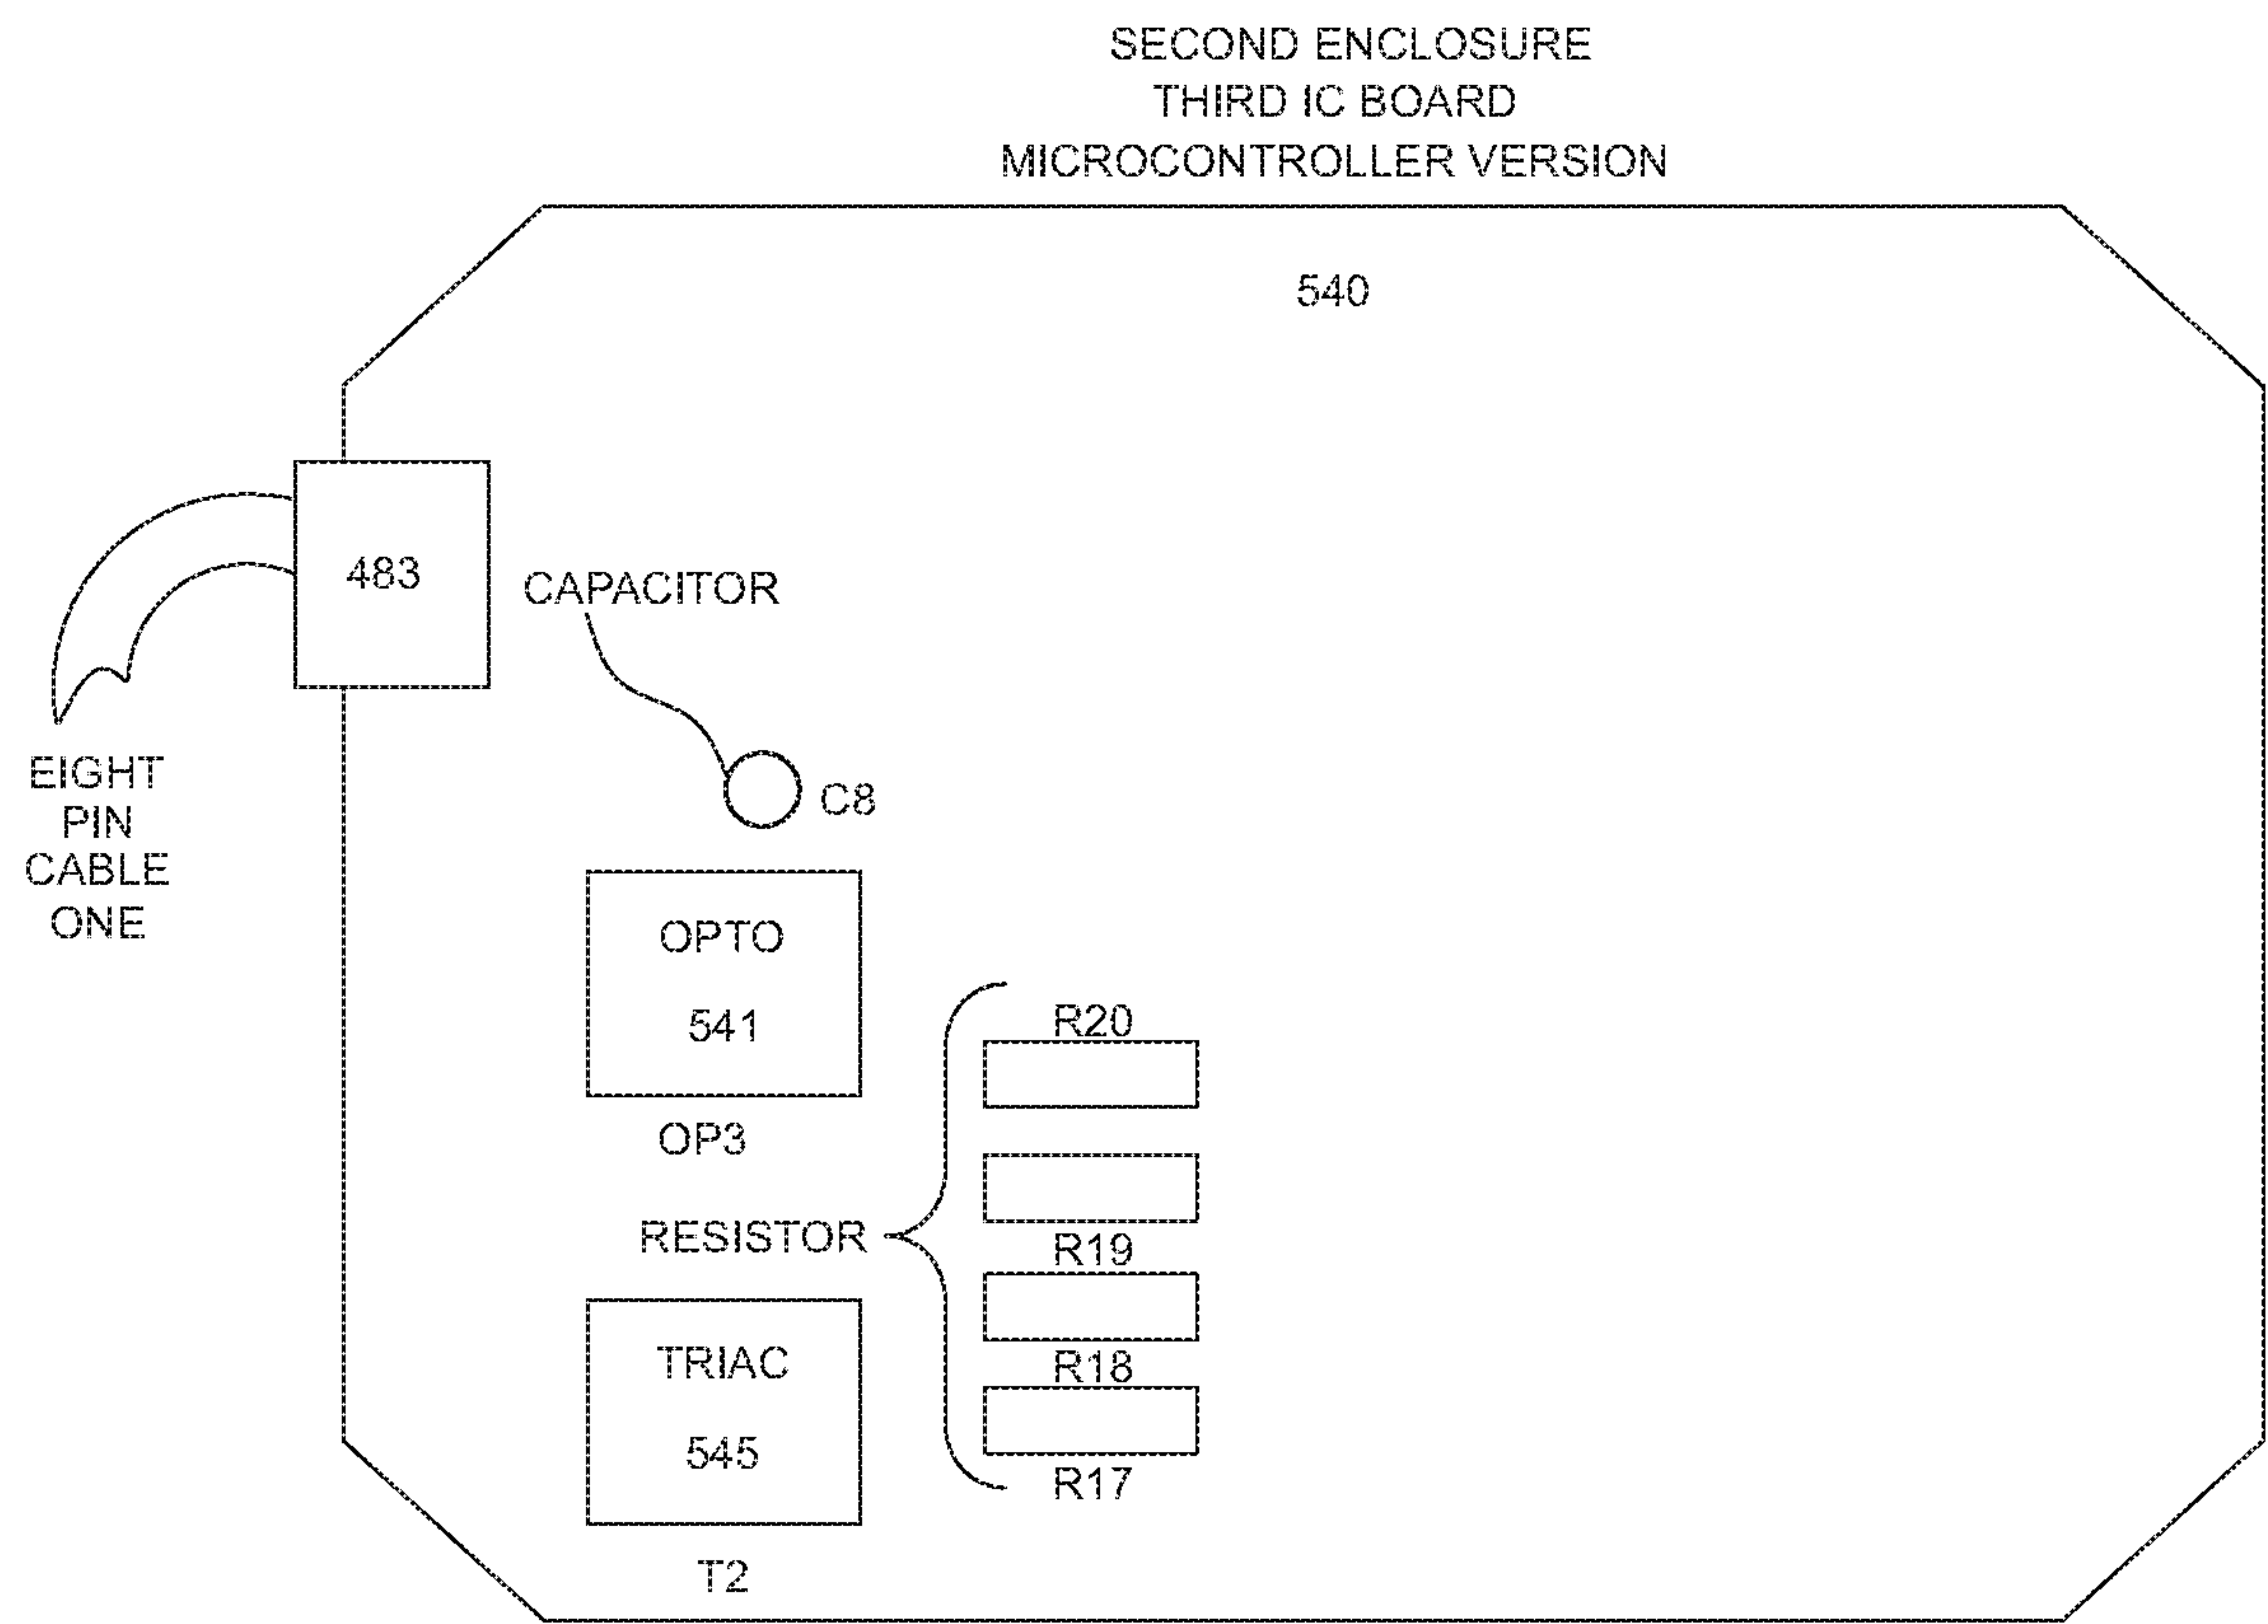 SECOND ENCLOSURE
THIRD IC BOARD
MICROCONTROLLER VERSION
540
483
CAPACITOR
EIGHT
PIN
CABLE
ONE
C8
OPTO
541
OP3
RESISTOR
R20
R19
R18
R17
TRIAC
545
T2